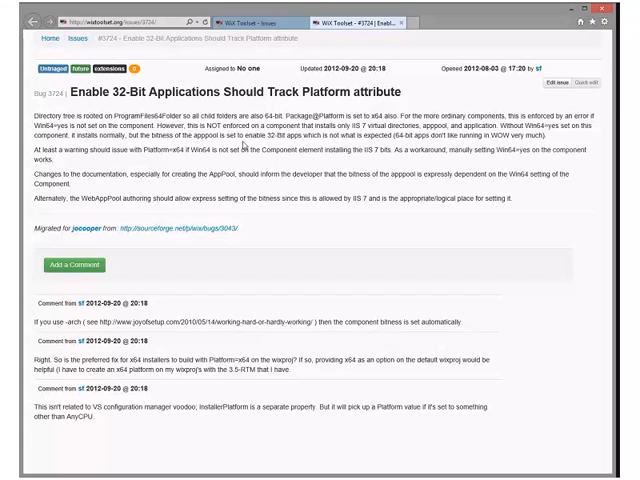 http://wixtoolset.org/issues/3724/
WiX Toolset - Issues
WiX Toolset - #3724 | Enabl...
Home Issues #3724 - Enable 32-Bit Applications Should Track Platform attribute
Untriaged future extensions 0 Assigned to No one Updated 2012-09-20 @ 20:18 Opened 2012-08-03 @ 17:20 by sf
Edit issue Quick edit
Bug 3724 | Enable 32-Bit Applications Should Track Platform attribute
Directory tree is rooted on ProgramFiles64Folder so all child folders are also 64-bit. Package@Platform is set to x64 also. For the more ordinary components, this is enforced by an error if
Win64=yes is not set on the component. However, this is NOT enforced on a component that installs only IIS 7 virtual directories, apppool, and application. Without Win64=yes set on this
component, it installs normally, but the bitness of the apppool is set to enable 32-Bit apps which is not what is expected (64-bit apps don't like running in WOW very much).
At least a warning should issue with Platform=x64 if Win64 is not set on the Component element installing the IIS 7 bits. As a workaround, manully setting Win64=yes on the component
works.
Changes to the documentation, especially for creating the AppPool, should inform the developer that the bitness of the apppool is expressly dependent on the Win64 setting of the
Component.
Alternately, the WebAppPool authoring should allow express setting of the bitness since this is allowed by IIS 7 and is the appropriate/logical place for setting it.
Migrated for jocooper from: http://sourceforge.net/p/wix/bugs/3043/
Add a Comment
Comment from sf 2012-09-20 @ 20:18
If you use -arch ( see http://www.joyofsetup.com/2010/05/14/working-hard-or-hardly-working/ ) then the component bitness is set automatically.
Comment from sf 2012-09-20 @ 20:18
Right. So is the preferred fix for x64 installers to build with Platform=x64 on the wixproj? If so, providing x64 as an option on the default wixproj would be
helpful (I have to create an x64 platform on my wixproj's with the 3.5-RTM that I have.
Comment from sf 2012-09-20 @ 20:18
This isn't related to VS configuration manager voodoo; InstallerPlatform is a separate property. But it will pick up a Platform value if it's set to something
other than AnyCPU.